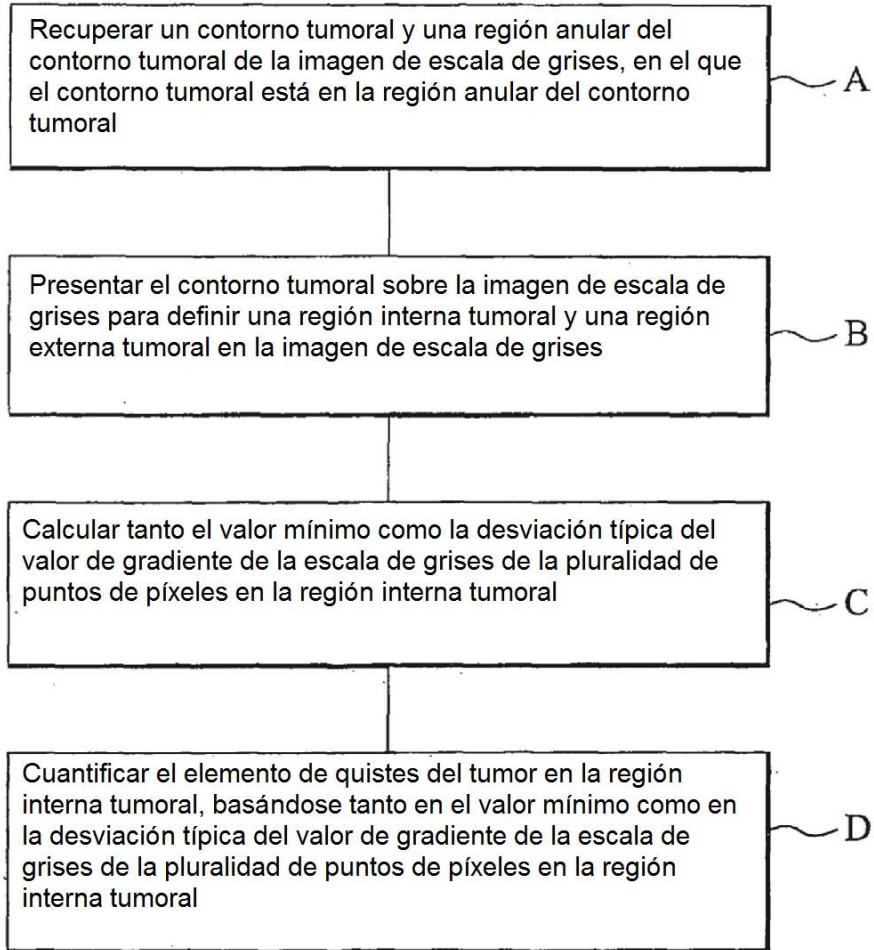 Recuperar un contorno tumoral y una región anular del
contorno tumoral de la imagen de escala de grises, en el que
el contorno tumoral está en la región anular del contorno
tumoral
A
Presentar el contorno tumoral sobre la imagen de escala de
grises para definir una región interna tumoral y una región
externa tumoral en la imagen de escala de grises
B
Calcular tanto el valor mínimo como la desviación típica del
valor de gradiente de la escala de grises de la pluralidad de
puntos de píxeles en la región interna tumoral
C
Cuantificar el elemento de quistes del tumor en la región
interna tumoral, basándose tanto en el valor mínimo como en
la desviación típica del valor de gradiente de la escala de
grises de la pluralidad de puntos de píxeles en la región
interna tumoral
D